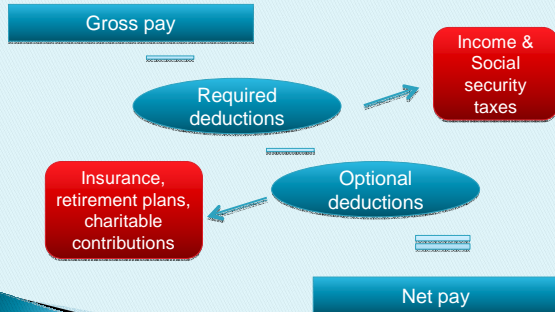 Gross pay
Income &
Social
security
taxes
Required
deductions
Insurance,
retirement plans,
charitable
contributions
Optional
deductions
Net pay